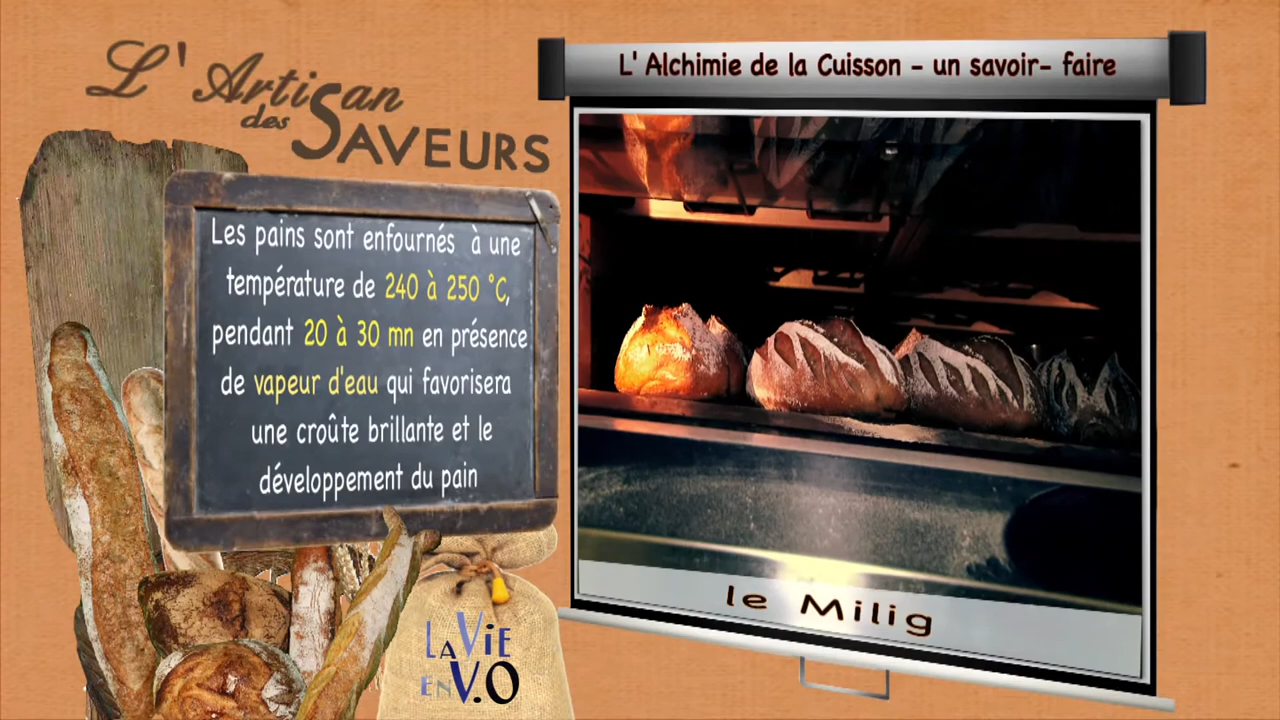 L' Artisan
des SAVEURS
L' Alchimie de la Cuisson - un savoir- faire
Les pains sont enfournés à une
température de 240 à 250 °C,
pendant 20 à 30 mn en présence
de vapeur d'eau qui favorisera
une croûte brillante et le
développement du pain
le Milig
LA ViE
EN V.O